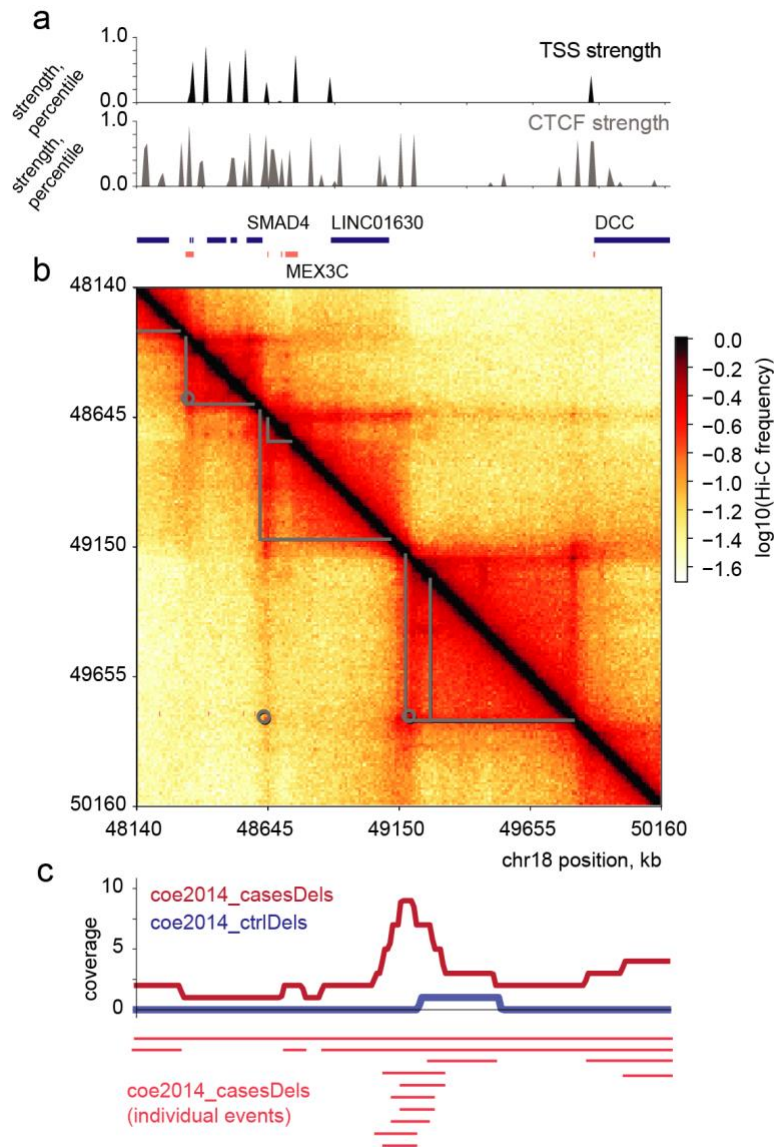 a
1.0
0.0
strength,
percentile
TSS strength
1.0
0.0
strength,
percentile
CTCF strength
SMAD4 LINC01630 DCC
MEX3C
b
48140
48645
49150
49655
50160
48140 48645 49150 49655 50160
chr18 position, kb
0.0
−0.2
−0.4
−0.6
−0.8
−1.0
−1.2
−1.4
−1.6
log10(Hi-C frequency)
c
10
5
0
coverage
coe2014_casesDels
coe2014_ctrlDels
coe2014_casesDels
(individual events)